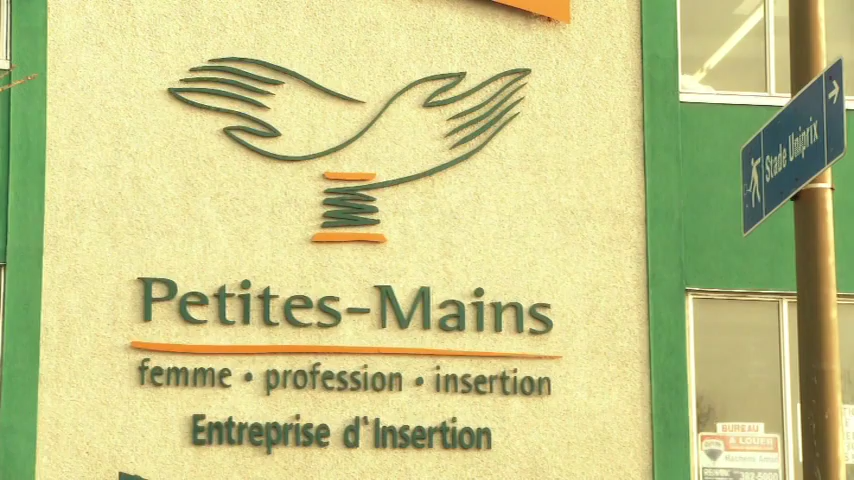 Petites-Mains
femme • profession • insertion
Entreprise d'Insertion
Stade Uniprix
BUREAU
A LOUER